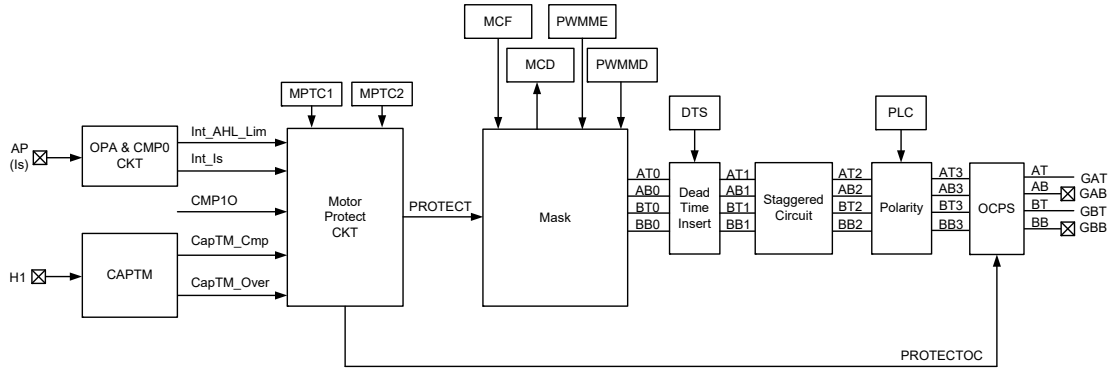 MCF
PWMME
MCD
PWMMD
MPTC1
MPTC2
DTS
PLC
AP
(Is)
OPA & CMP0
CKT
Int_AHL_Lim
Int_Is
CMP1O
CapTM_Cmp
CapTM_Over
H1
CAPTM
Motor
Protect
CKT
PROTECT
Mask
AT0
AB0
BT0
BB0
Dead
Time
Insert
AT1
AB1
BT1
BB1
Staggered
Circuit
AT2
AB2
BT2
BB2
Polarity
AT3
AB3
BT3
BB3
OCPS
AT
AB
BT
BB
GAT
GAB
GBT
GBB
PROTECTOC